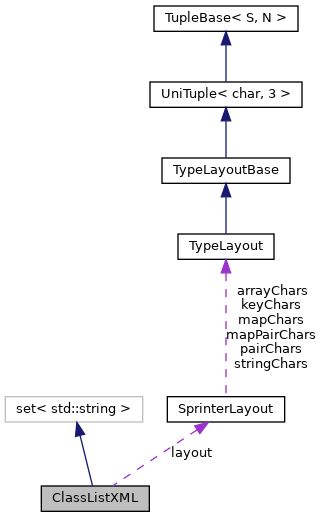 TupleBase< S, N >
UniTuple< char, 3 >
TypeLayoutBase
TypeLayout
arrayChars
keyChars
mapChars
mapPairChars
pairChars
stringChars
set< std::string >
SprinterLayout
layout
ClassListXML